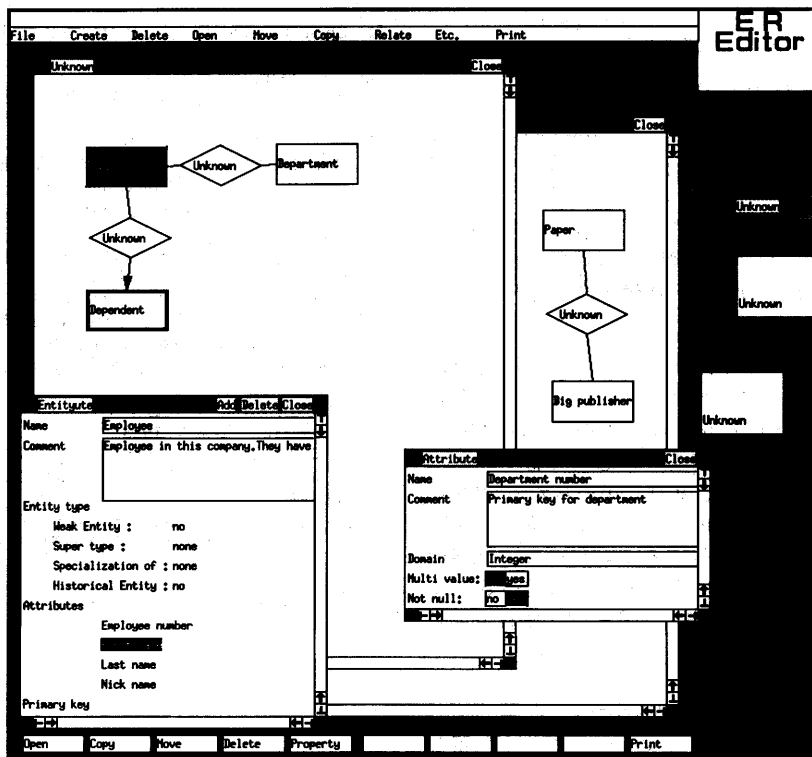 E R
Editor
File Create Delete Open Move Copy Relate Etc. Print
Unknown Close
Close
Unknown
Department
Unknown
Dependent
Paper
Unknown
Big publisher
Unknown
Unknown
Unknown
Entityute Add Delete Close
Name Employee
Comment Employee in this company.They have
Entity type
Weak Entity : no
Super type : none
Specialization of : none
Historical Entity : no
Attributes
Employee number
Last name
Nick name
Primary key
Attribute Close
Name Department number
Comment Primary key for department
Domain Integer
Multi value: yes
Not null: no
Open Copy Move Delete Property Print